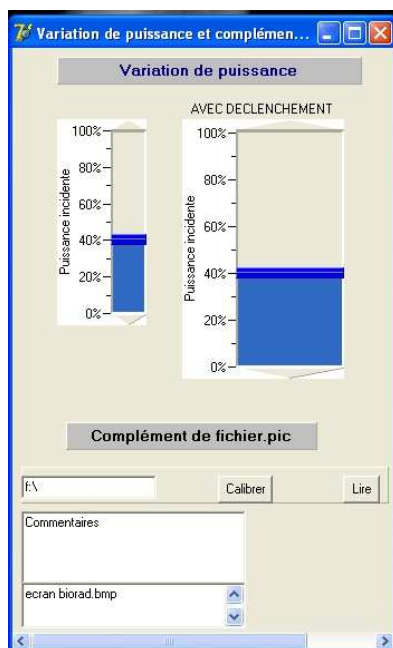 Variation de puissance et complémen...
Variation de puissance
AVEC DECLENCHEMENT
Puissance incidente
100%
80%
60%
40%
20%
0%
Puissance incidente
100%
80%
60%
40%
20%
0%
Complément de fichier.pic
f:\
Calibrer
Lire
Commentaires
ecran biorad.bmp